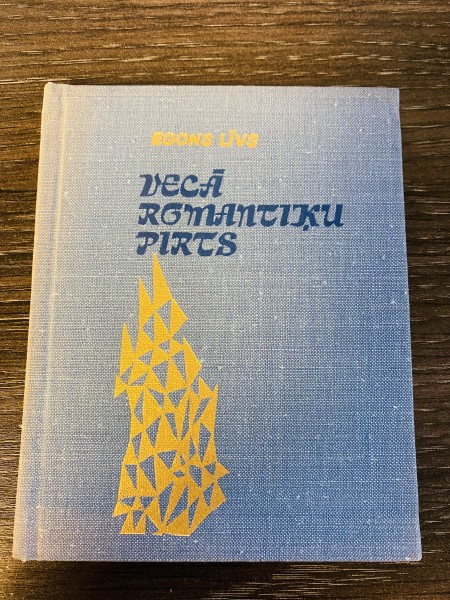 EGONS LĪVS
VECĀ
ROMANTIĶU
PIRTS